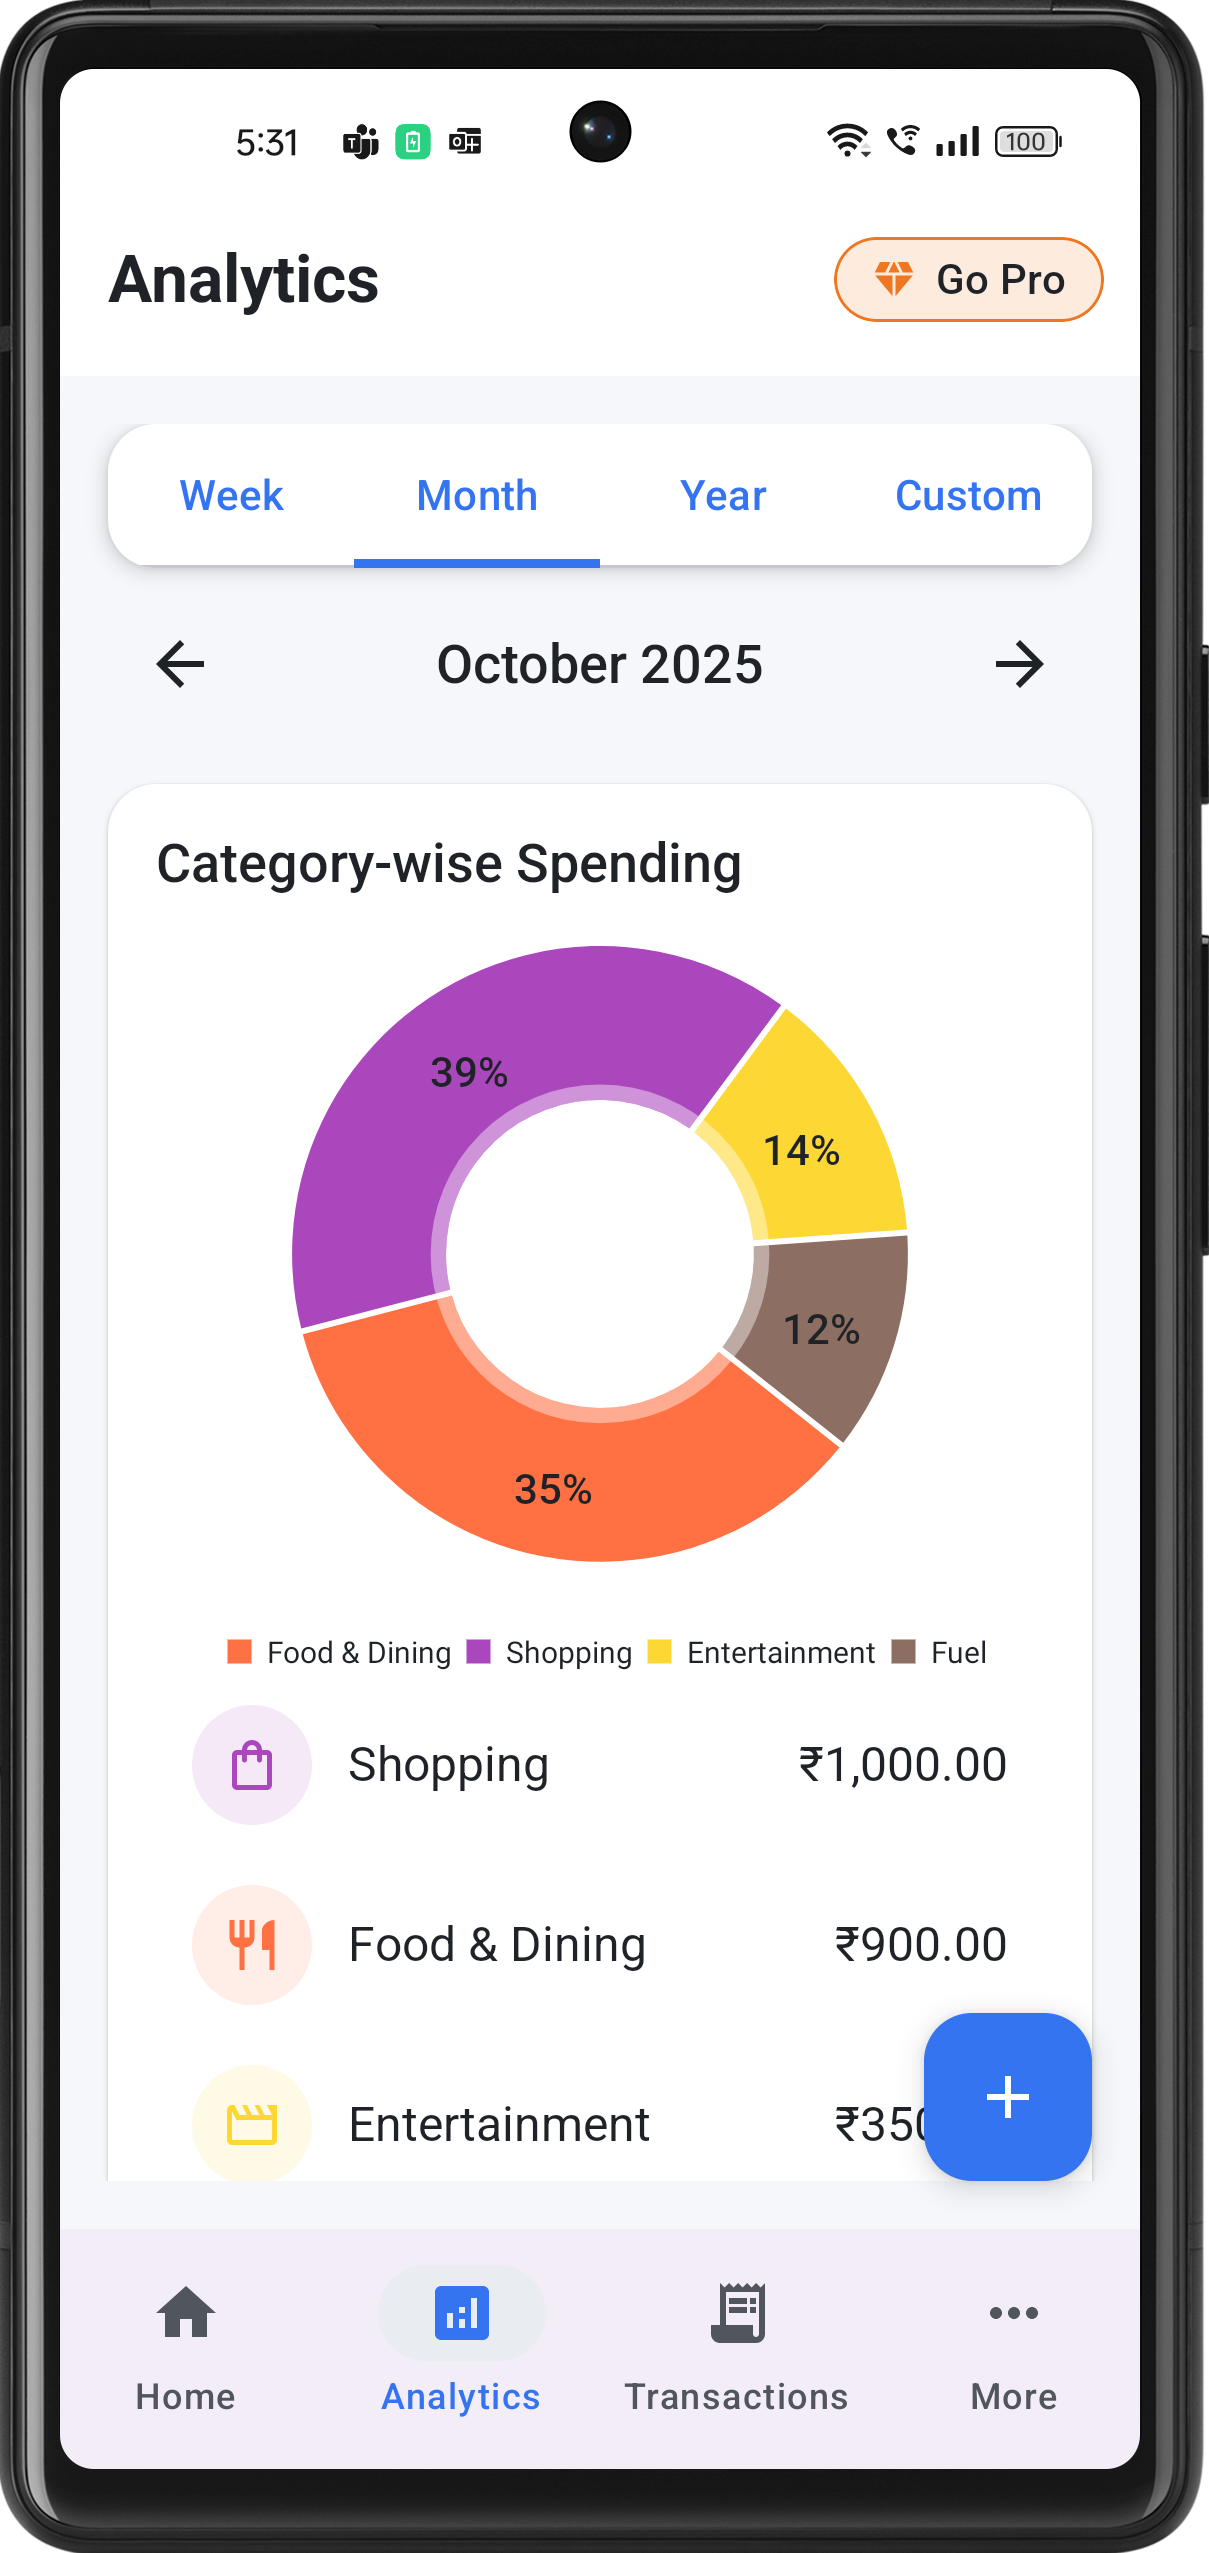 5:31
100
Analytics
Go Pro
Week Month Year Custom
October 2025
Category-wise Spending
39%
14%
12%
35%
Food & Dining Shopping Entertainment Fuel
Shopping ₹1,000.00
Food & Dining ₹900.00
Entertainment ₹350
Home Analytics Transactions More